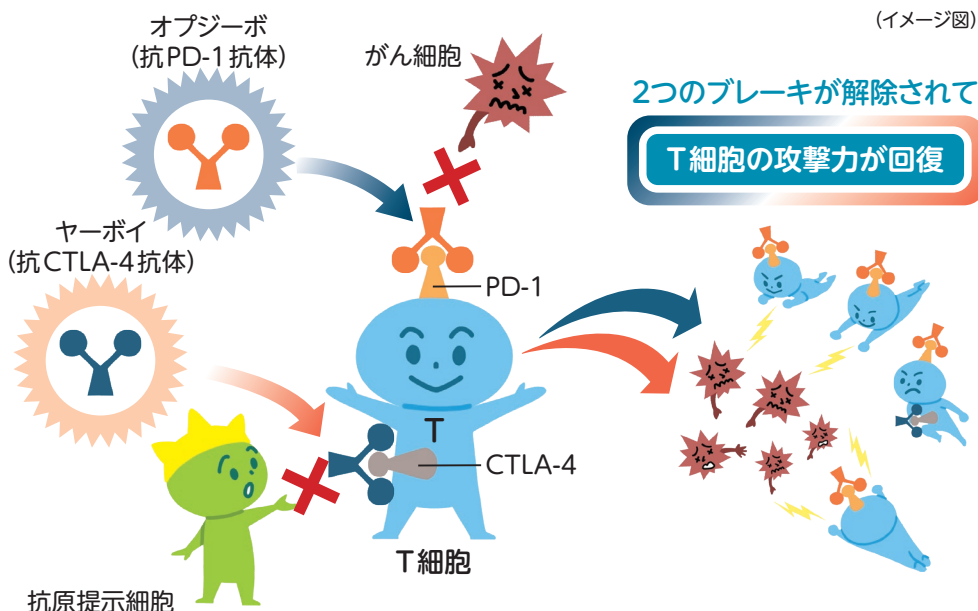 (イメージ図)
オプジーボ
(抗PD-1抗体)
がん細胞
2つのブレーキが解除されて
T細胞の攻撃力が回復
ヤーボイ
(抗CTLA-4抗体)
PD-1
T
CTLA-4
T細胞
抗原提示細胞